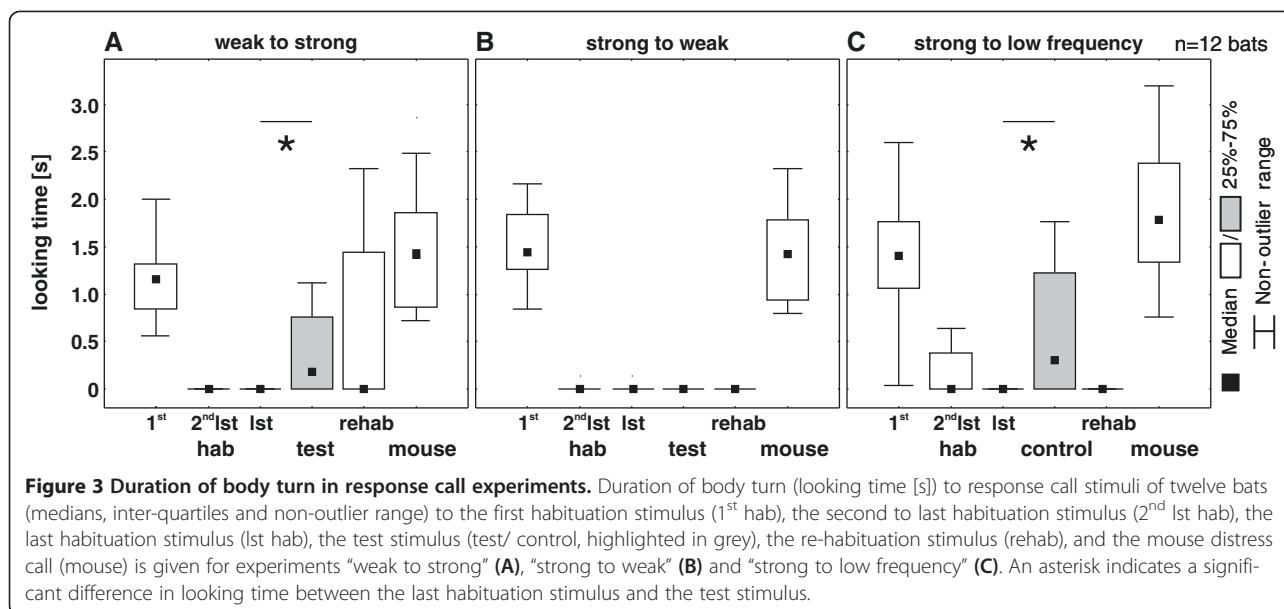 A weak to strong
B strong to weak
C strong to low frequency n=12 bats
looking time [s]
3.0
2.5
2.0
1.5
1.0
0.5
0
1st 2nd lst lst rehab
hab test mouse
1st 2nd lst lst rehab
hab test mouse
1st 2nd lst lst rehab
hab control mouse
Median / 25%-75%
Non-outlier range
Figure 3 Duration of body turn in response call experiments. Duration of body turn (looking time [s]) to response call stimuli of twelve bats
(medians, inter-quartiles and non-outlier range) to the first habituation stimulus (1st hab), the second to last habituation stimulus (2nd lst hab), the
last habituation stimulus (lst hab), the test stimulus (test/ control, highlighted in grey), the re-habituation stimulus (rehab), and the mouse distress
call (mouse) is given for experiments “weak to strong” (A), “strong to weak” (B) and “strong to low frequency” (C). An asterisk indicates a signifi-
cant difference in looking time between the last habituation stimulus and the test stimulus.